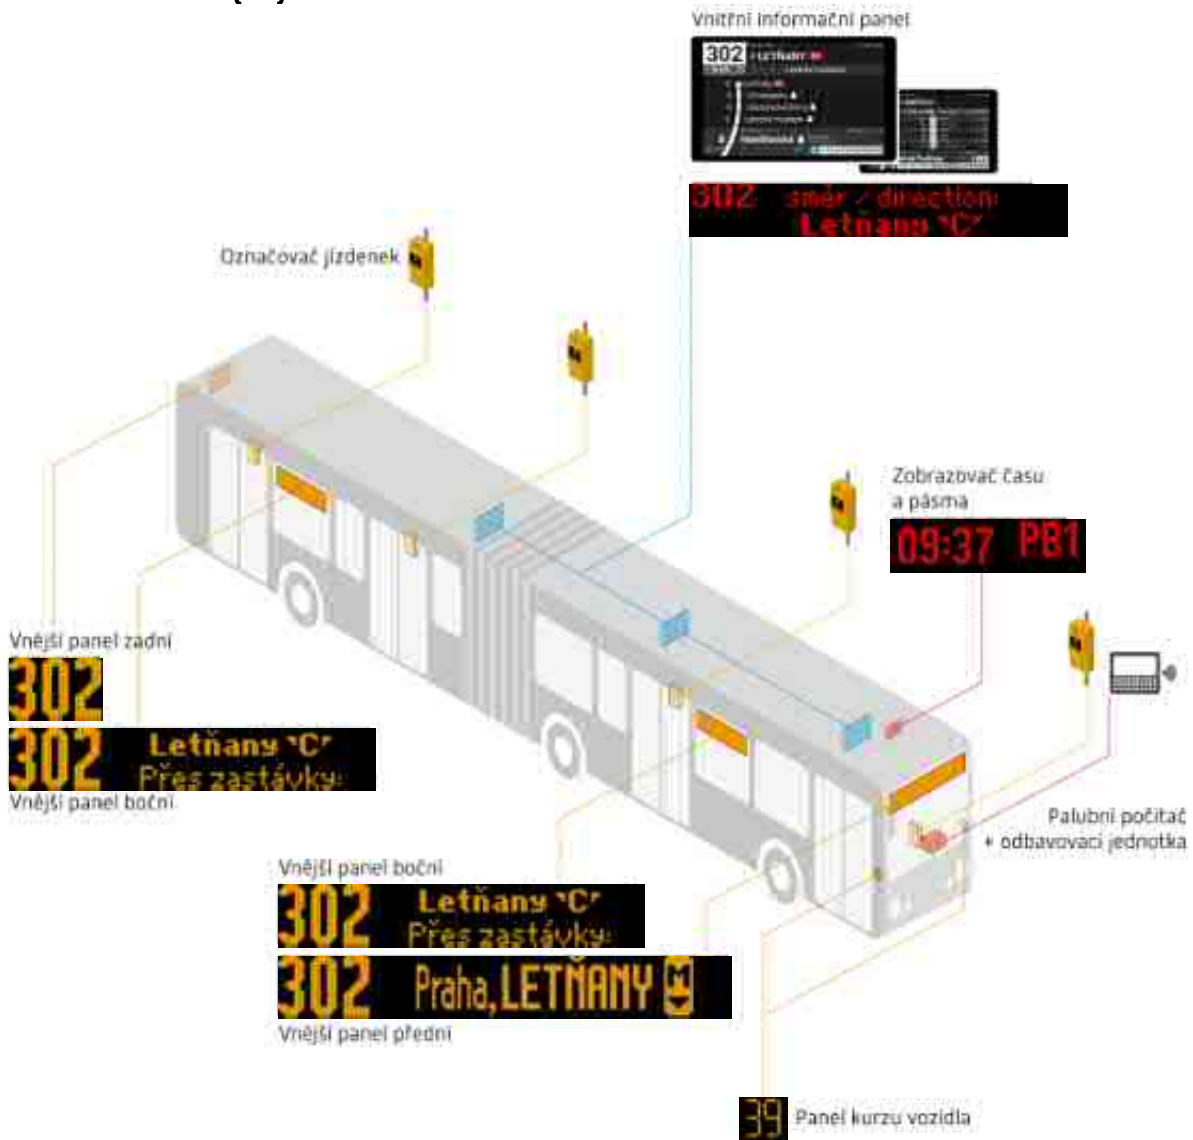 Vnitřní informační panel
302
LETŇANY
302 směr / direction:
Letňany "C"
Označovač jízdenek
Zobrazovač času
a pásma
09:37 PB1
Vnější panel zadní
302
302 Letňany "C"
Přes zastávky:
Vnější panel boční
Palubní počítač
+ odbavovací jednotka
Vnější panel boční
302 Letňany "C"
Přes zastávky:
302 Praha, LETŇANY M
Vnější panel přední
39 Panel kurzu vozidla